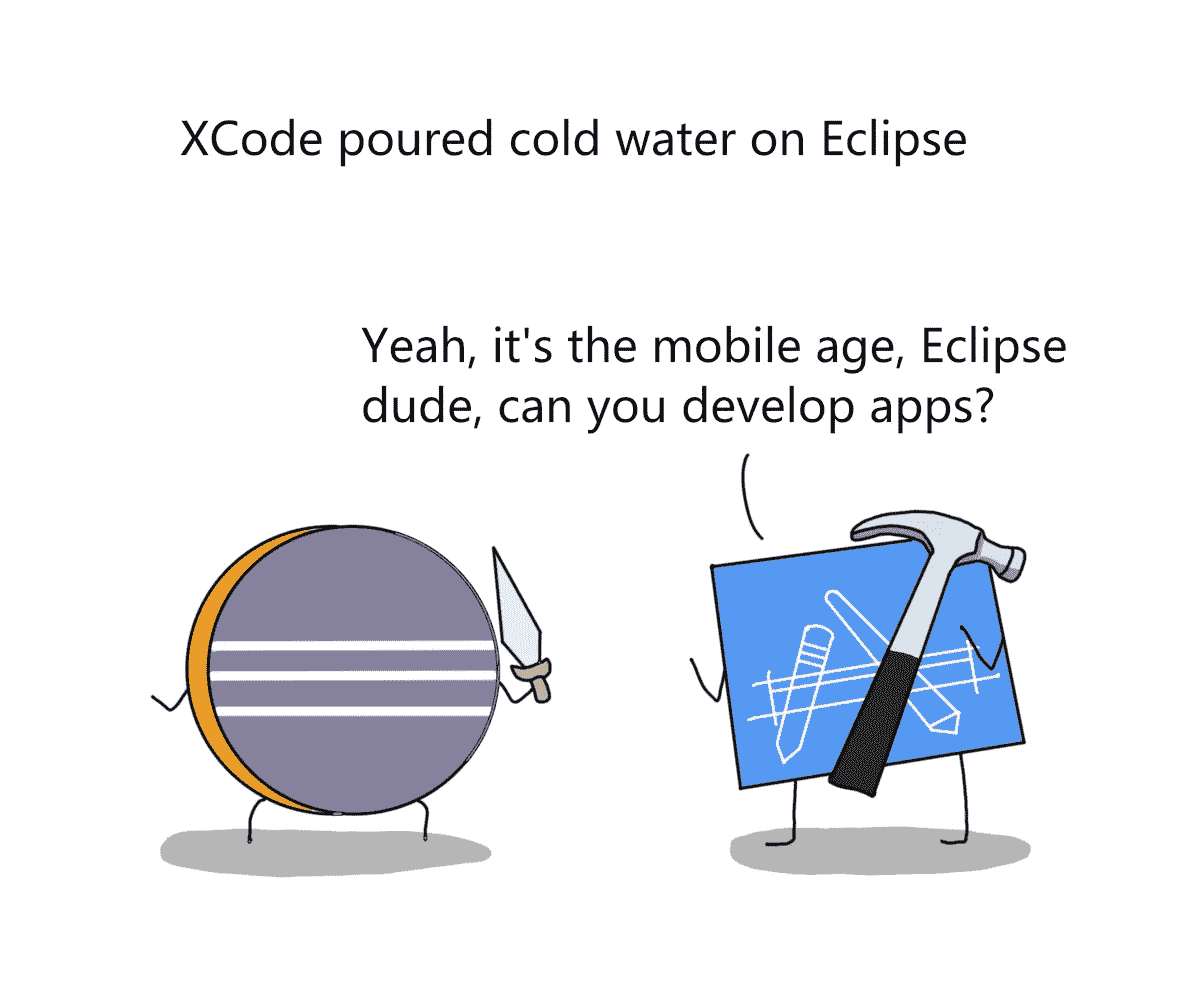 XCode poured cold water on Eclipse
Yeah, it's the mobile age, Eclipse
dude, can you develop apps?